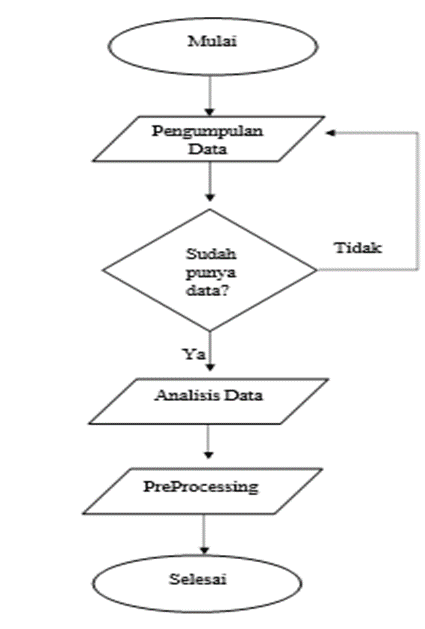 Mulai
Pengumpulan
Data
Sudah
punya
data?
Tidak
Ya
Analisis Data
PreProcessing
Selesai